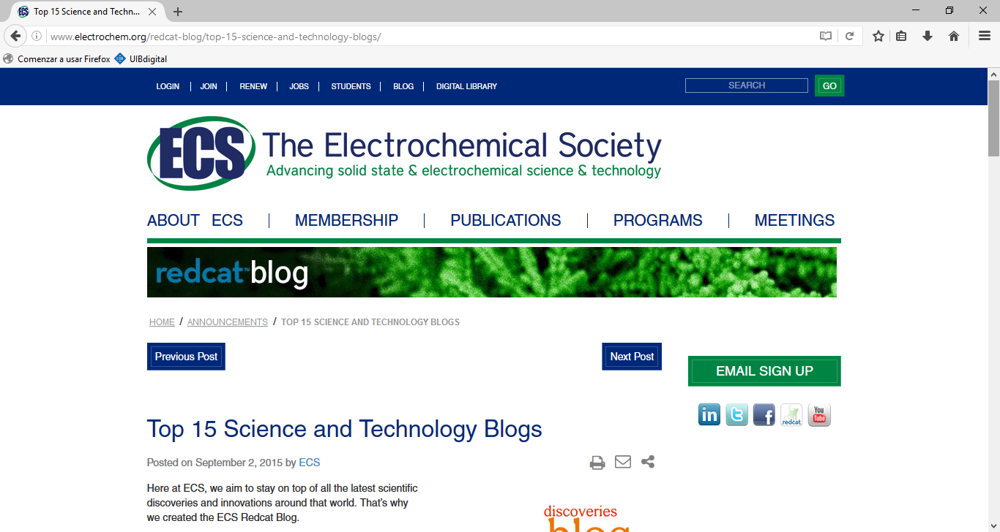 Top 15 Science and Techn...
www.electrochem.org/redcat-blog/top-15-science-and-technology-blogs/
Comenzar a usar Firefox UIBdigital
LOGIN | JOIN | RENEW | JOBS | STUDENTS | BLOG | DIGITAL LIBRARY SEARCH GO
ECS The Electrochemical Society
Advancing solid state & electrochemical science & technology
ABOUT ECS | MEMBERSHIP | PUBLICATIONS | PROGRAMS | MEETINGS
redcat™ blog
HOME / ANNOUNCEMENTS / TOP 15 SCIENCE AND TECHNOLOGY BLOGS
Previous Post Next Post
EMAIL SIGN UP
in t f redcat You Tube
Top 15 Science and Technology Blogs
Posted on September 2, 2015 by ECS
Here at ECS, we aim to stay on top of all the latest scientific
discoveries and innovations around that world. That's why
we created the ECS Redcat Blog.
discoveries
blog